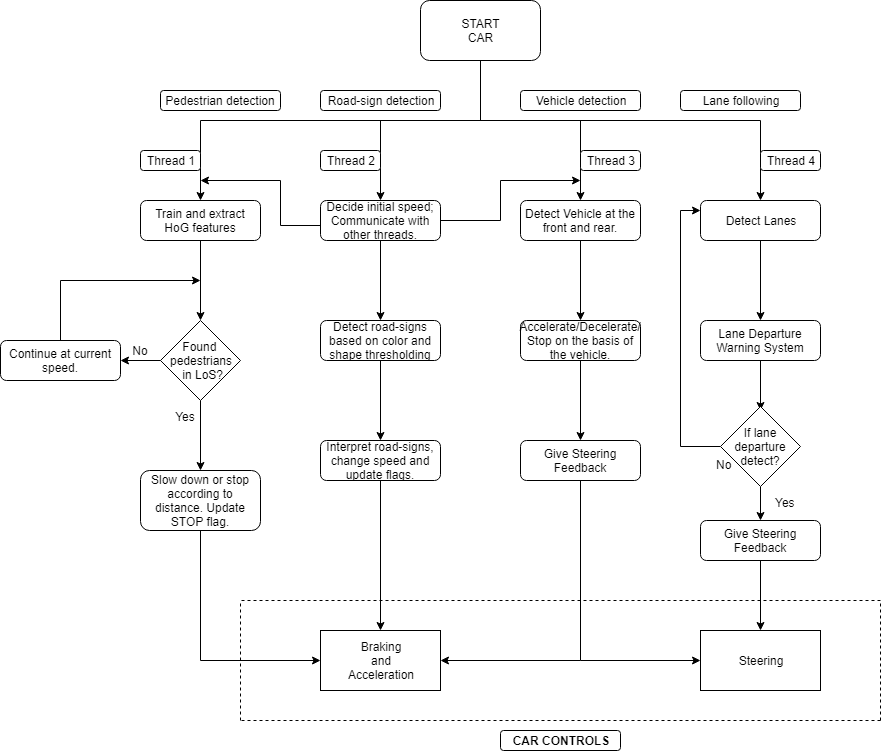 START
CAR
Pedestrian detection
Road-sign detection
Vehicle detection
Lane following
Thread 1
Thread 2
Thread 3
Thread 4
Train and extract
HoG features
Decide initial speed;
Communicate with
other threads.
Detect Vehicle at the
front and rear.
Detect Lanes
Continue at current
speed.
No
Found
pedestrians
in LoS?
Yes
Detect road-signs
based on color and
shape thresholding
Accelerate/Decelerate/
Stop on the basis of
the vehicle.
Lane Departure
Warning System
If lane
departure
detect?
No
Yes
Slow down or stop
according to
distance. Update
STOP flag.
Interpret road-signs,
change speed and
update flags.
Give Steering
Feedback
Give Steering
Feedback
Braking
and
Acceleration
Steering
CAR CONTROLS